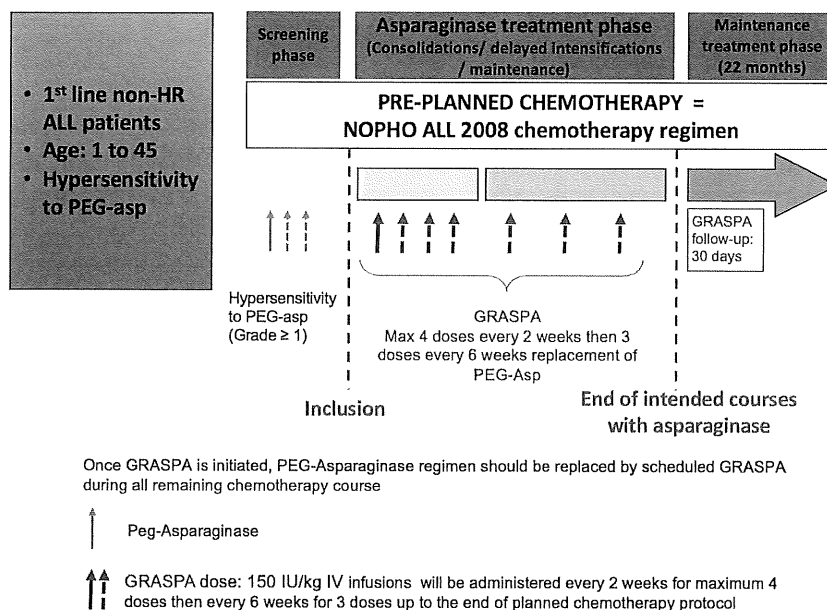 • 1st line non-HR
ALL patients
• Age: 1 to 45
• Hypersensitivity
to PEG-asp
Screening
phase
Asparaginase treatment phase
(Consolidations/ delayed intensifications
/ maintenance)
Maintenance
treatment phase
(22 months)
PRE-PLANNED CHEMOTHERAPY =
NOPHO ALL 2008 chemotherapy regimen
GRASPA
follow-up:
30 days
Hypersensitivity
to PEG-asp
(Grade ≥ 1)
GRASPA
Max 4 doses every 2 weeks then 3
doses every 6 weeks replacement of
PEG-Asp
Inclusion
End of intended courses
with asparaginase
Once GRASPA is initiated, PEG-Asparaginase regimen should be replaced by scheduled GRASPA
during all remaining chemotherapy course
Peg-Asparaginase
GRASPA dose: 150 IU/kg IV infusions will be administered every 2 weeks for maximum 4
doses then every 6 weeks for 3 doses up to the end of planned chemotherapy protocol